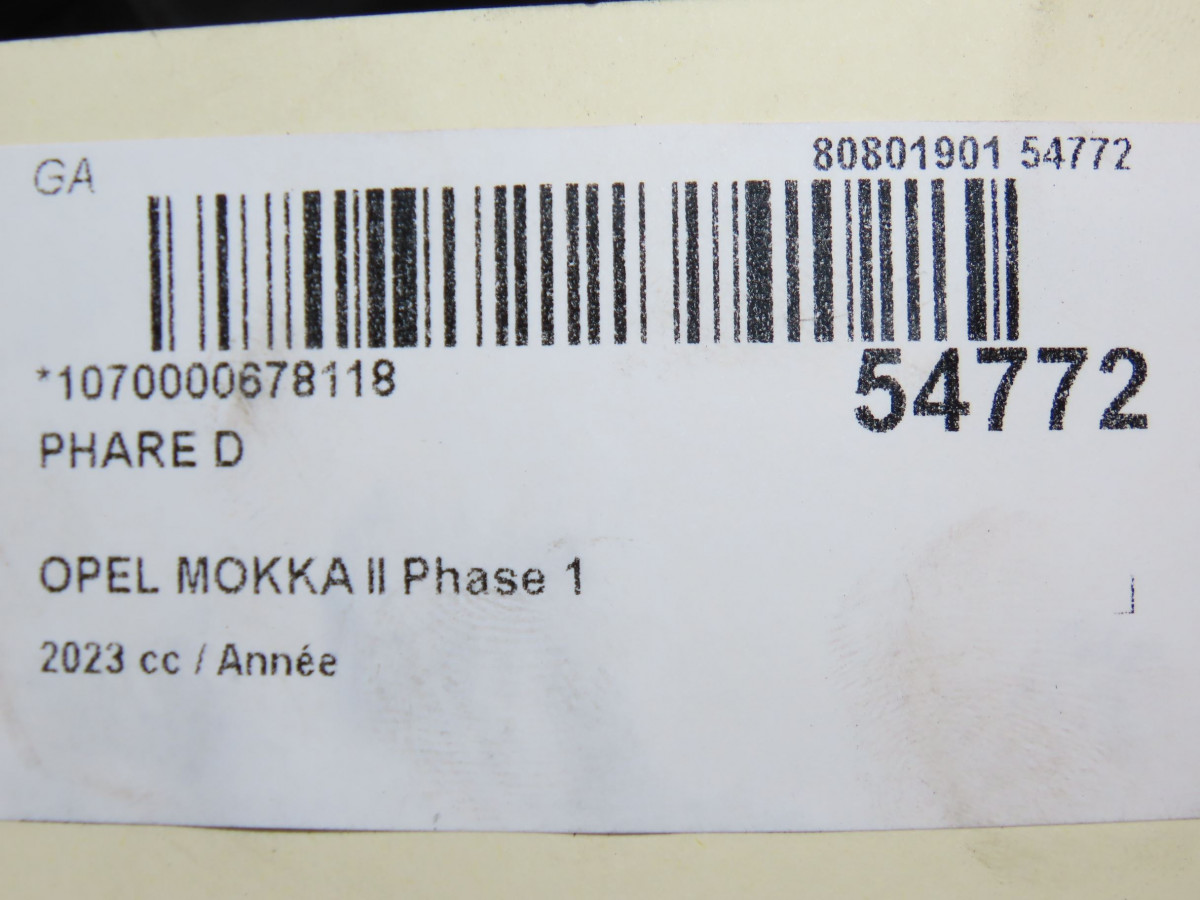 GA
80801901 54772
*1070000678118
54772
PHARE D
OPEL MOKKA II Phase 1
2023 cc / Année